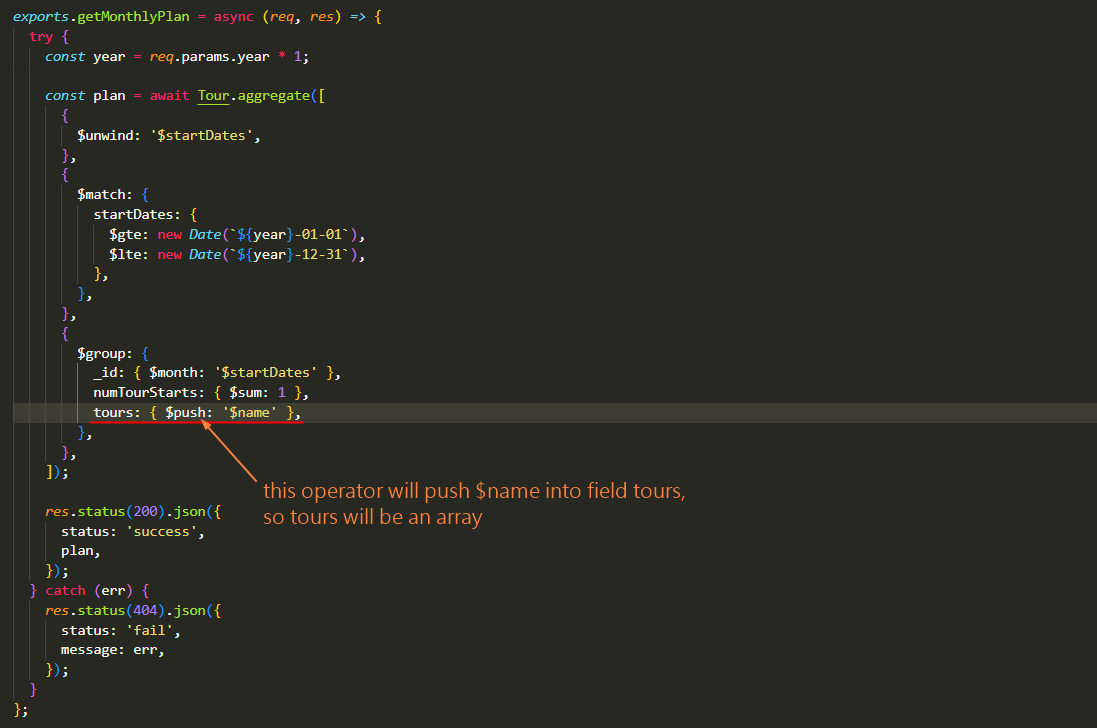 exports.getMonthlyPlan = async (req, res) => {
try {
const year = req.params.year * 1;
const plan = await Tour.aggregate([
{
$unwind: '$startDates',
},
{
$match: {
startDates: {
$gte: new Date(`${year}-01-01`),
$lte: new Date(`${year}-12-31`),
},
},
},
{
$group: {
_id: { $month: '$startDates' },
numTourStarts: { $sum: 1 },
tours: { $push: '$name' },
},
},
]);
this operator will push $name into field tours,
so tours will be an array
res.status(200).json({
status: 'success',
plan,
});
} catch (err) {
res.status(404).json({
status: 'fail',
message: err,
});
}
};